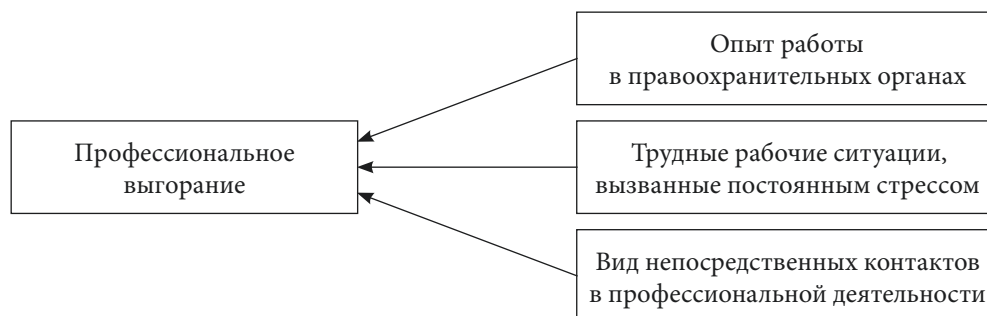 Опыт работы
в правоохранительных органах
Профессиональное
выгорание
Трудные рабочие ситуации,
вызванные постоянным стрессом
Вид непосредственных контактов
в профессиональной деятельности